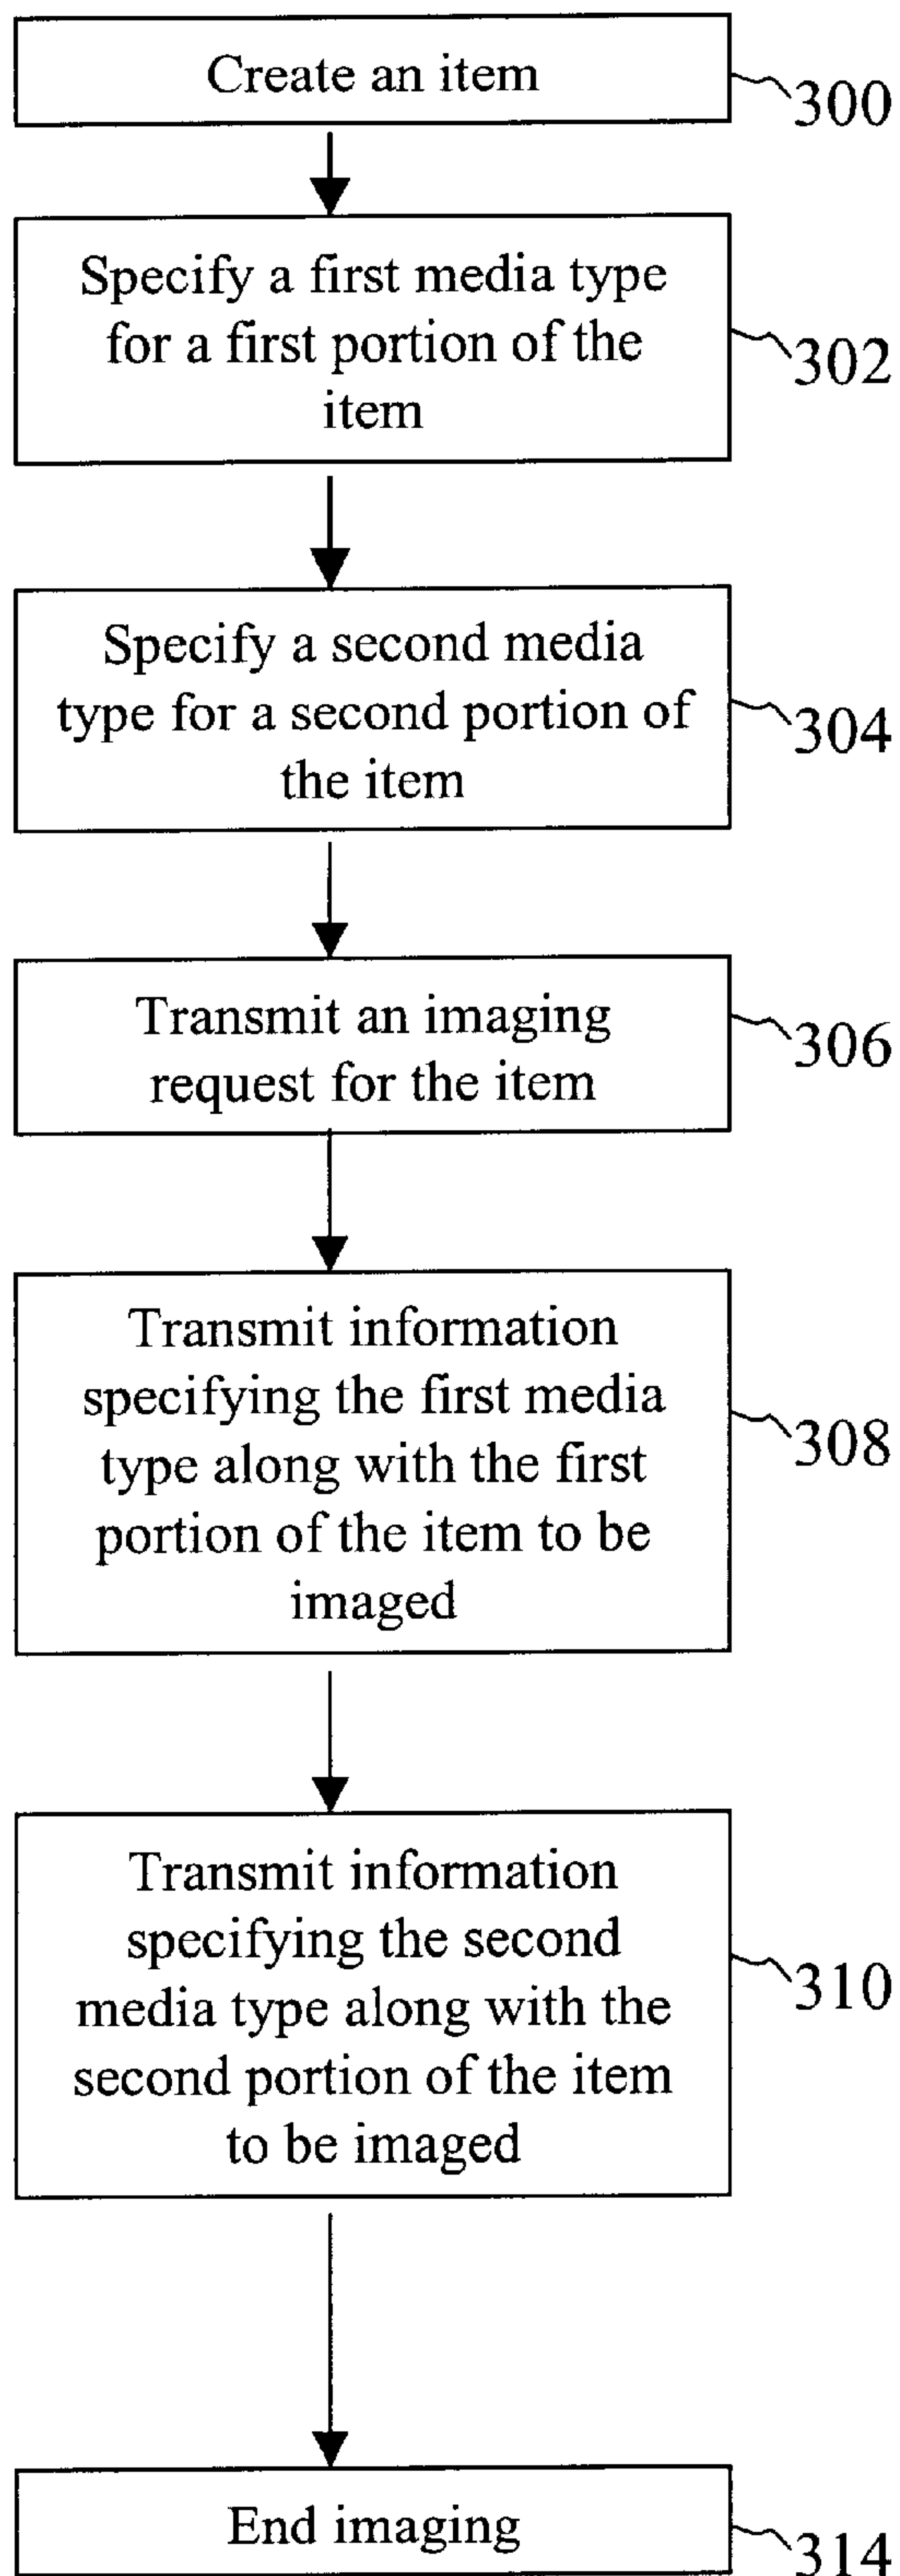 Create an item
300
Specify a first media type
for a first portion of the
item
302
Specify a second media
type for a second portion of
the item
304
Transmit an imaging
request for the item
306
Transmit information
specifying the first media
type along with the first
portion of the item to be
imaged
308
Transmit information
specifying the second
media type along with the
second portion of the item
to be imaged
310
End imaging
314